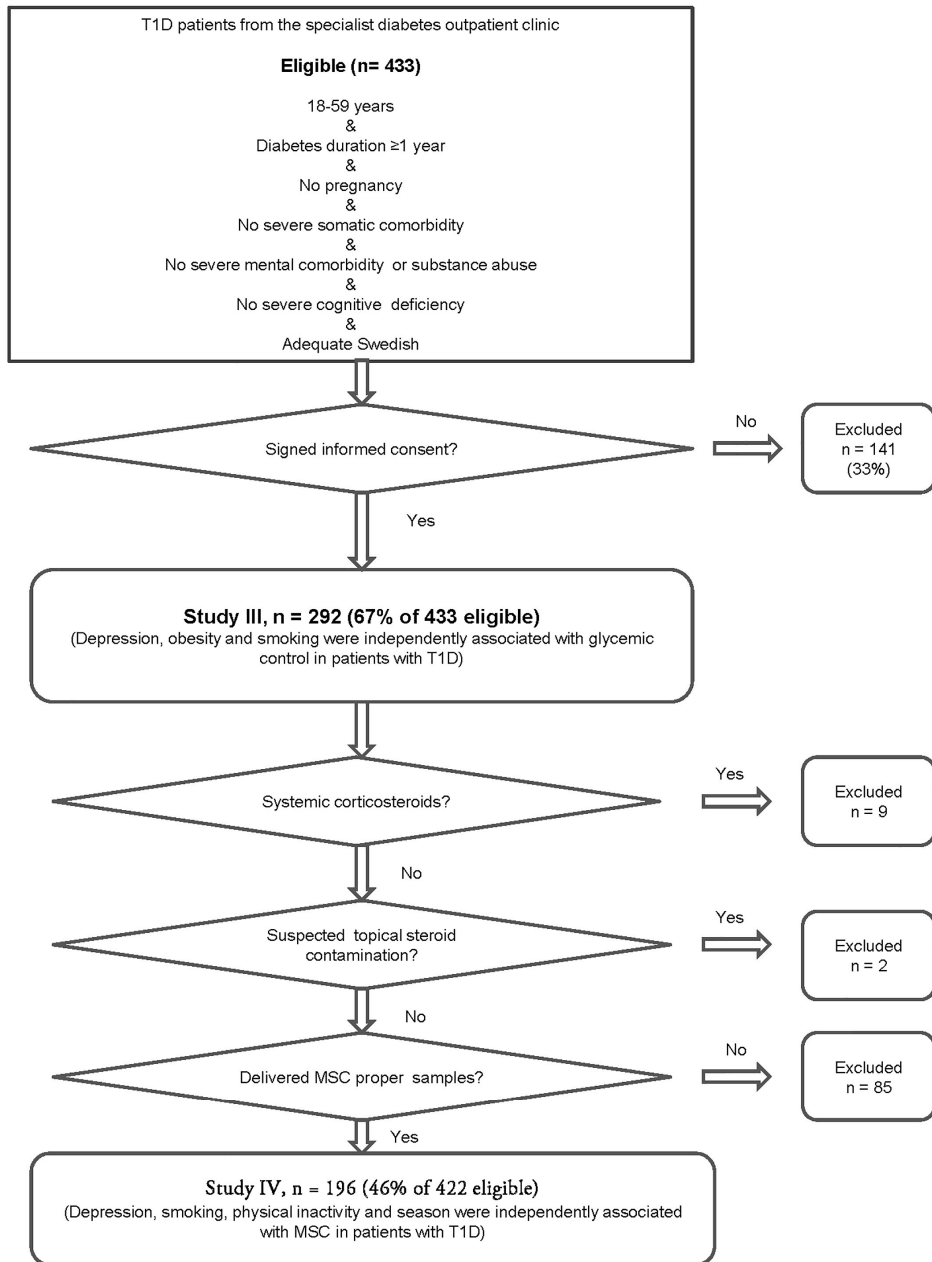 T1D patients from the specialist diabetes outpatient clinic
Eligible (n= 433)
18-59 years
&
Diabetes duration ≥1 year
&
No pregnancy
&
No severe somatic comorbidity
&
No severe mental comorbidity or substance abuse
&
No severe cognitive deficiency
&
Adequate Swedish
Signed informed consent?
No
Excluded
n = 141
(33%)
Yes
Study III, n = 292 (67% of 433 eligible)
(Depression, obesity and smoking were independently associated with glycemic
control in patients with T1D)
Systemic corticosteroids?
Yes
Excluded
n = 9
No
Suspected topical steroid
contamination?
Yes
Excluded
n = 2
No
Delivered MSC proper samples?
No
Excluded
n = 85
Yes
Study IV, n = 196 (46% of 422 eligible)
(Depression, smoking, physical inactivity and season were independently associated
with MSC in patients with T1D)